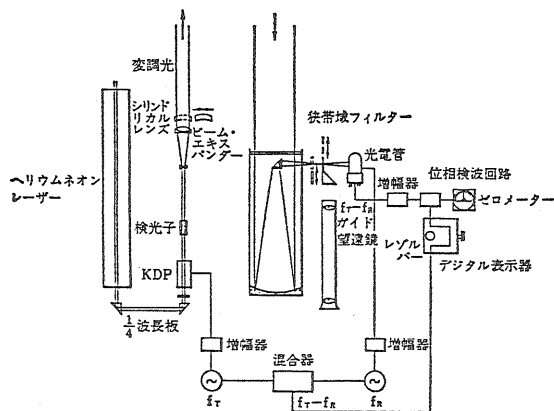 変調光
シリンド
リカル
レンズ
ビーム・
エキス
パンダー
ヘリウムネオン
レーザー
検光子
KDP
1/4 波長板
狭帯域フィルター
光電管
増幅器
位相検波回路
ゼロメーター
fT−fR
ガイド
望遠鏡
レゾル
バー
デジタル表示器
増幅器
混合器
増幅器
fT
fT−fR
fR